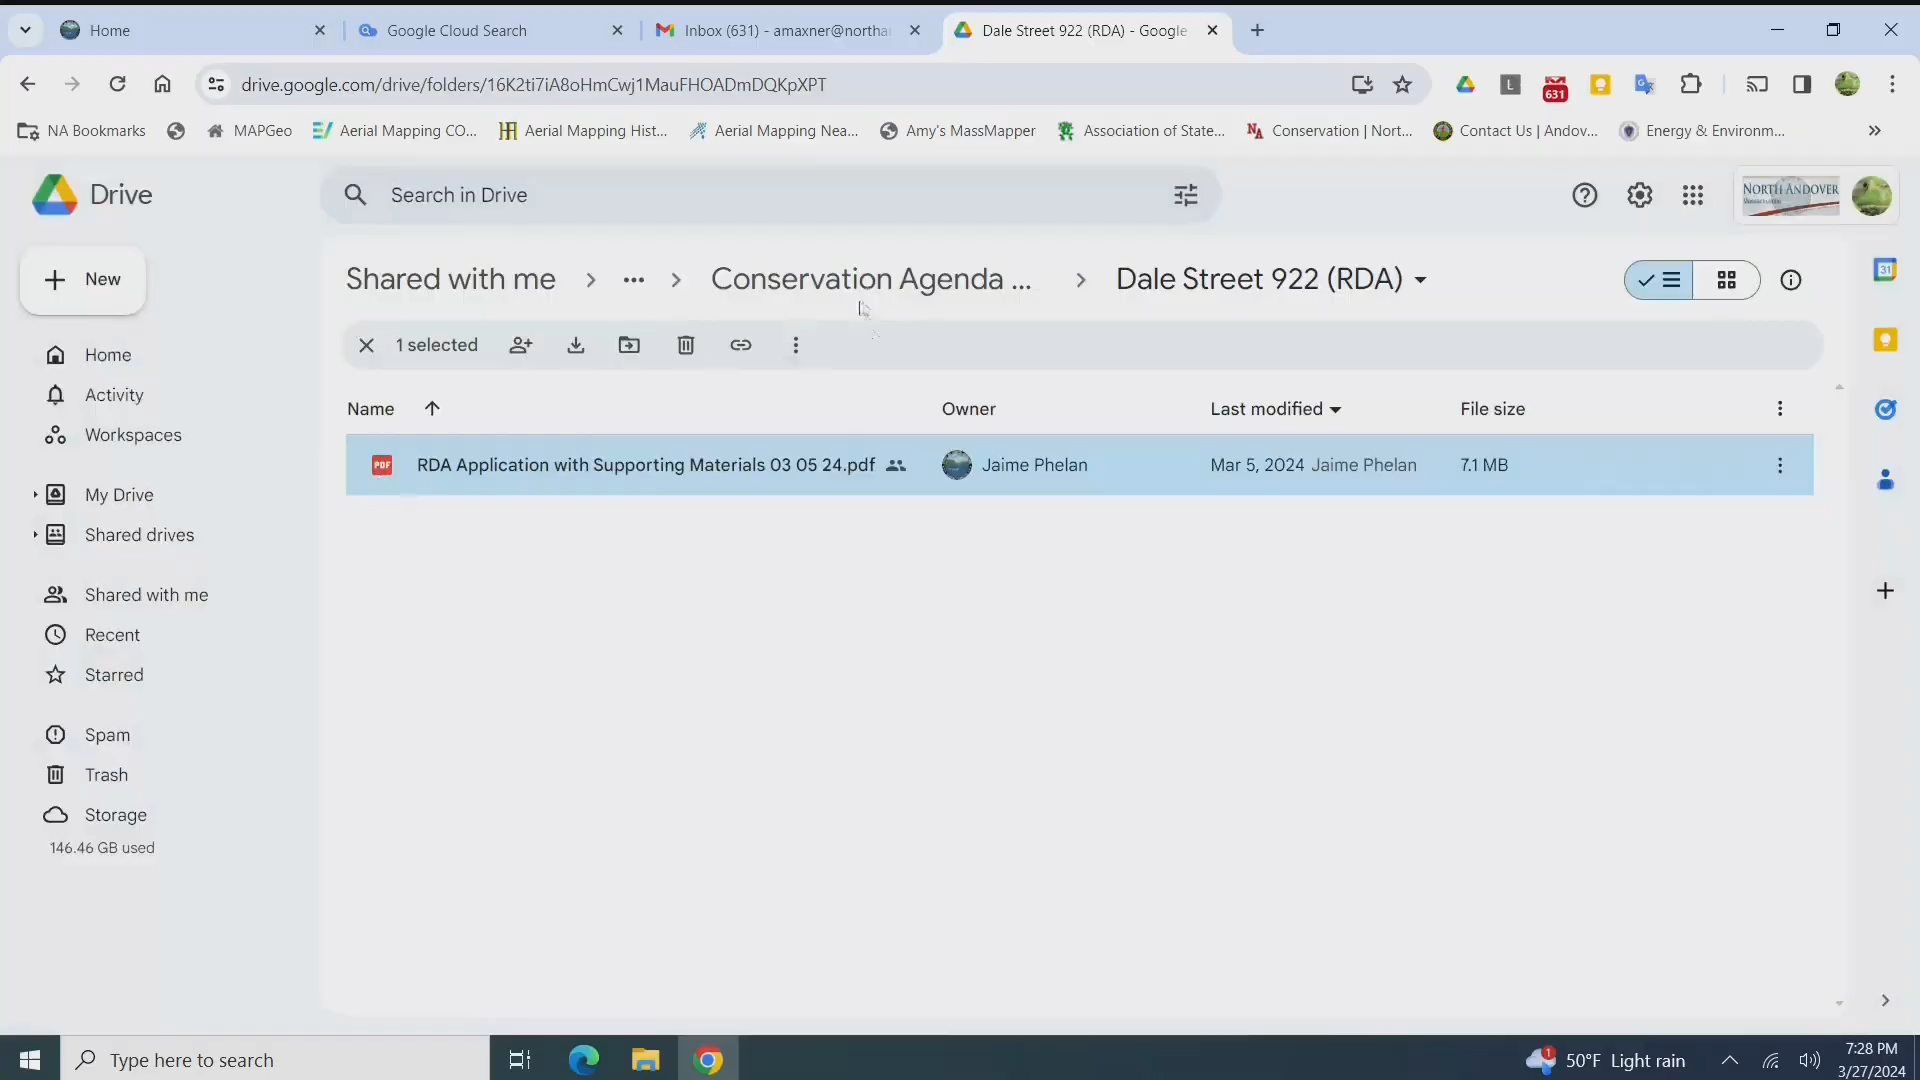 Home
Google Cloud Search
Inbox (631) - amaxner@northa
Dale Street 922 (RDA) - Google
drive.google.com/drive/folders/16K2ti7iA8oHmCwj1MauFHOADmDQKpXPT
L
631
NA Bookmarks
MAPGeo
Aerial Mapping CO...
Aerial Mapping Hist...
Aerial Mapping Nea...
Amy's MassMapper
Association of State...
Conservation | Nort...
Contact Us | Andov...
Energy & Environm...
Drive
Search in Drive
NORTH ANDOVER
New
Shared with me
Conservation Agenda ...
Dale Street 922 (RDA)
31
1 selected
Home
Activity
Workspaces
My Drive
Shared drives
Shared with me
Recent
Starred
Spam
Trash
Storage
146.46 GB used
Name
Owner
Last modified
File size
PDF
RDA Application with Supporting Materials 03 05 24.pdf
Jaime Phelan
Mar 5, 2024 Jaime Phelan
7.1 MB
Type here to search
1
50°F Light rain
7:28 PM
3/27/2024